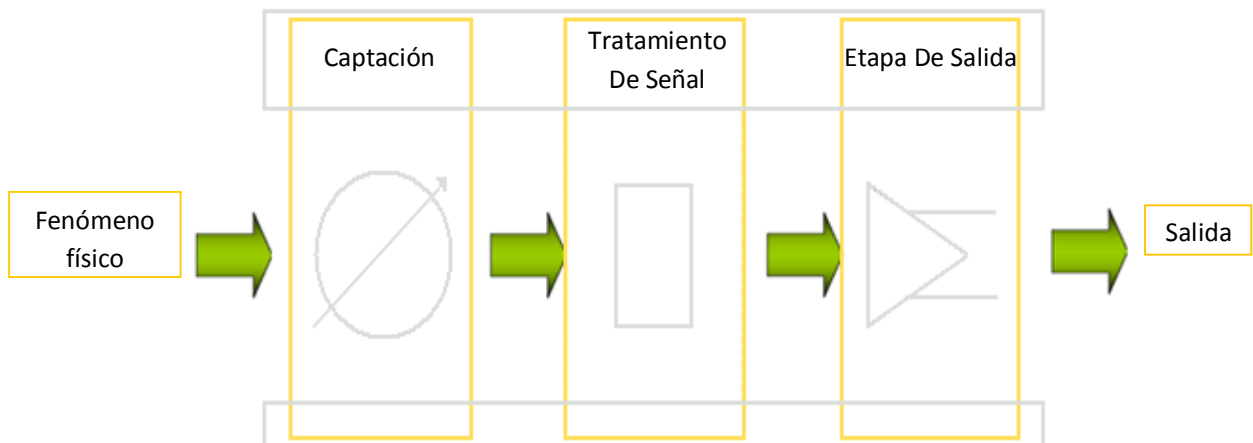 Captación
Tratamiento
De Señal
Etapa De Salida
Fenómeno
físico
Salida